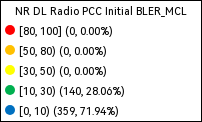 NR DL Radio PCC Initial BLER_MCL
[80, 100] (0, 0.00%)
[50, 80) (0, 0.00%)
[30, 50) (0, 0.00%)
[10, 30) (140, 28.06%)
[0, 10) (359, 71.94%)